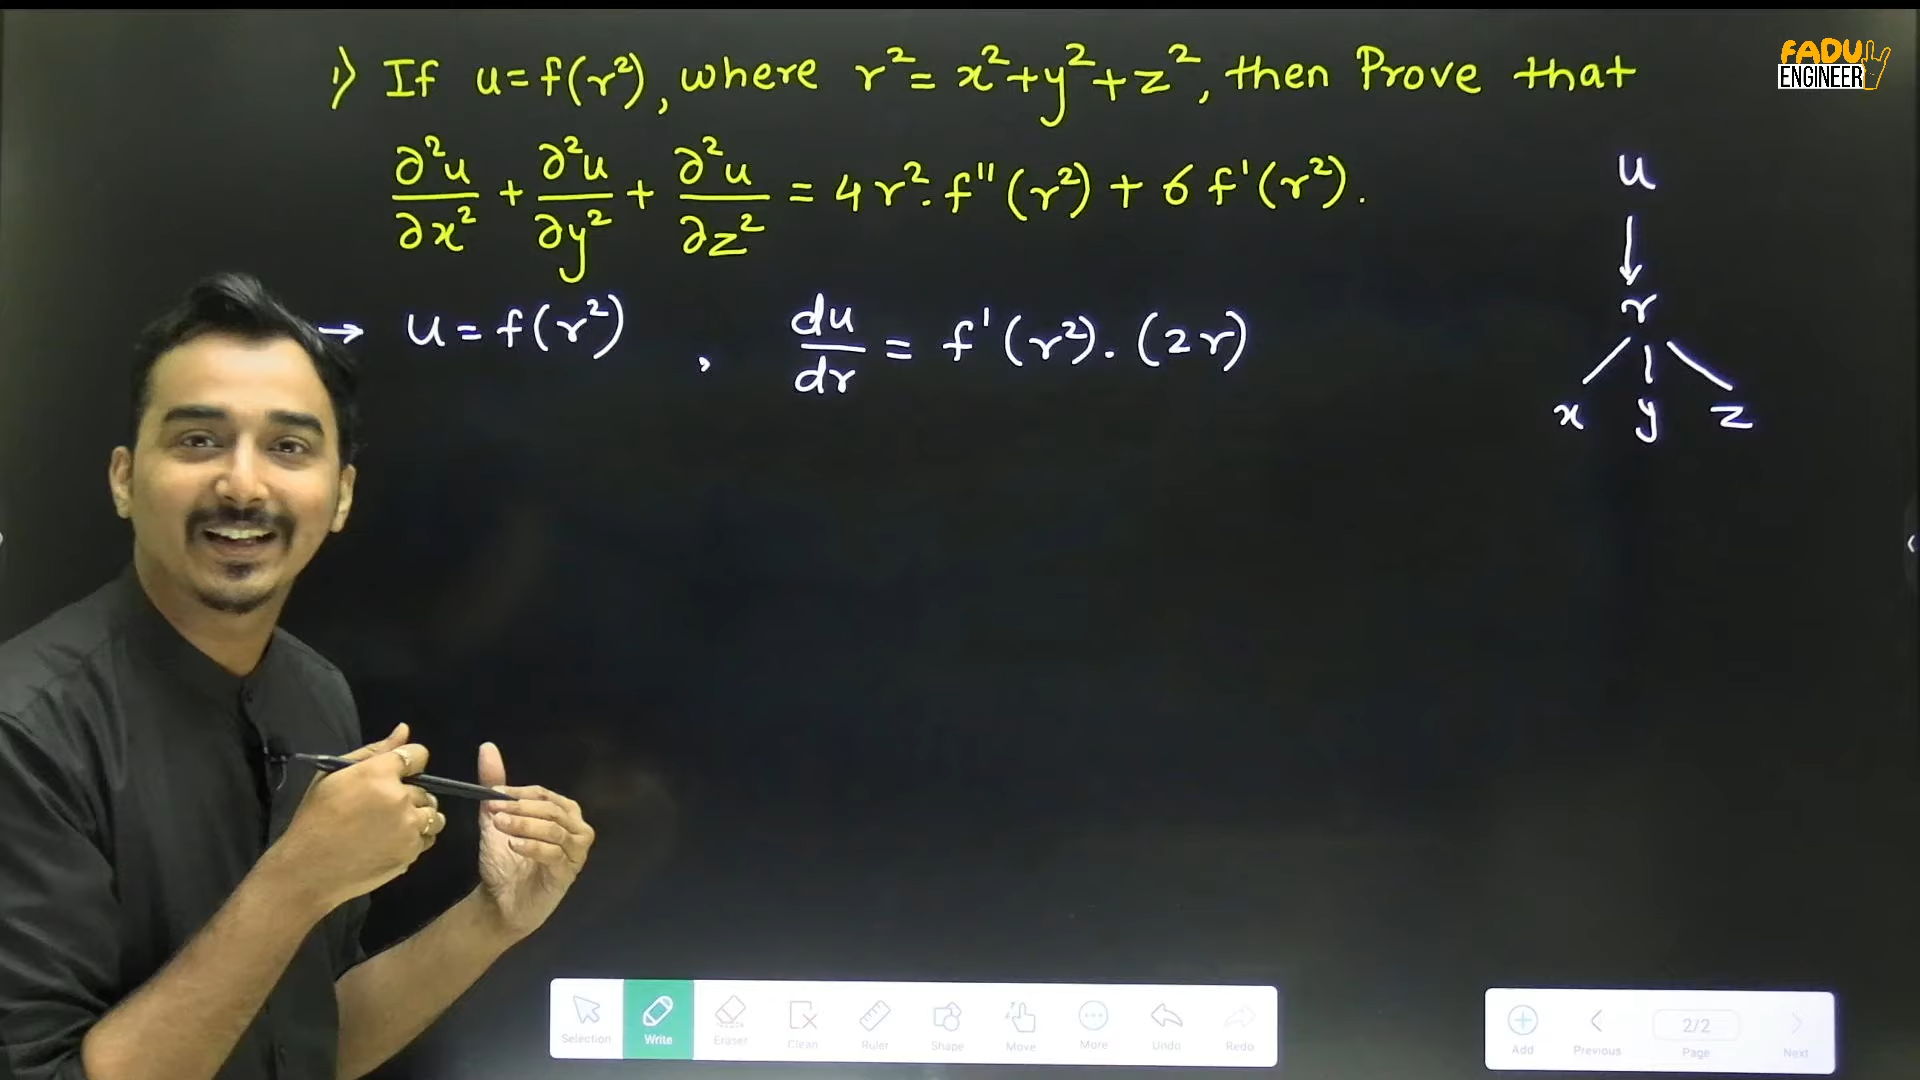 FADU
ENGINEER
1) If u=f(r²), where r²=x²+y²+z², then Prove that
∂²u/∂x² + ∂²u/∂y² + ∂²u/∂z² = 4r². f''(r²) + 6f'(r²).
→ u=f(r²) , du/dr = f'(r²). (2r)
u
r
x y z
Selection Write Eraser Clean Ruler Shape Move More Undo Redo
Add Previous 2/2 Page Next